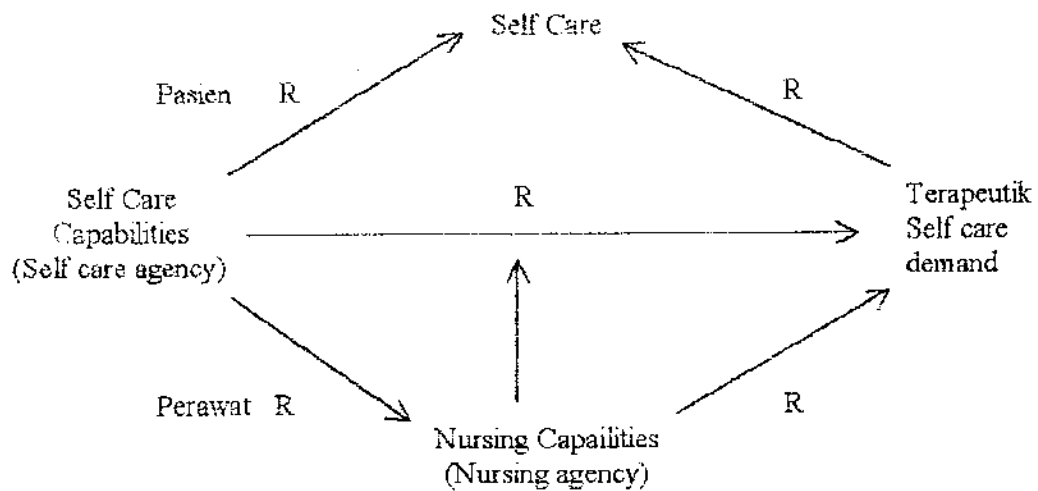 Self Care
Pasien R
R
Self Care
Capabilities
(Self care agency)
R
Terapeutik
Self care
demand
Perawat R
R
Nursing Capailities
(Nursing agency)